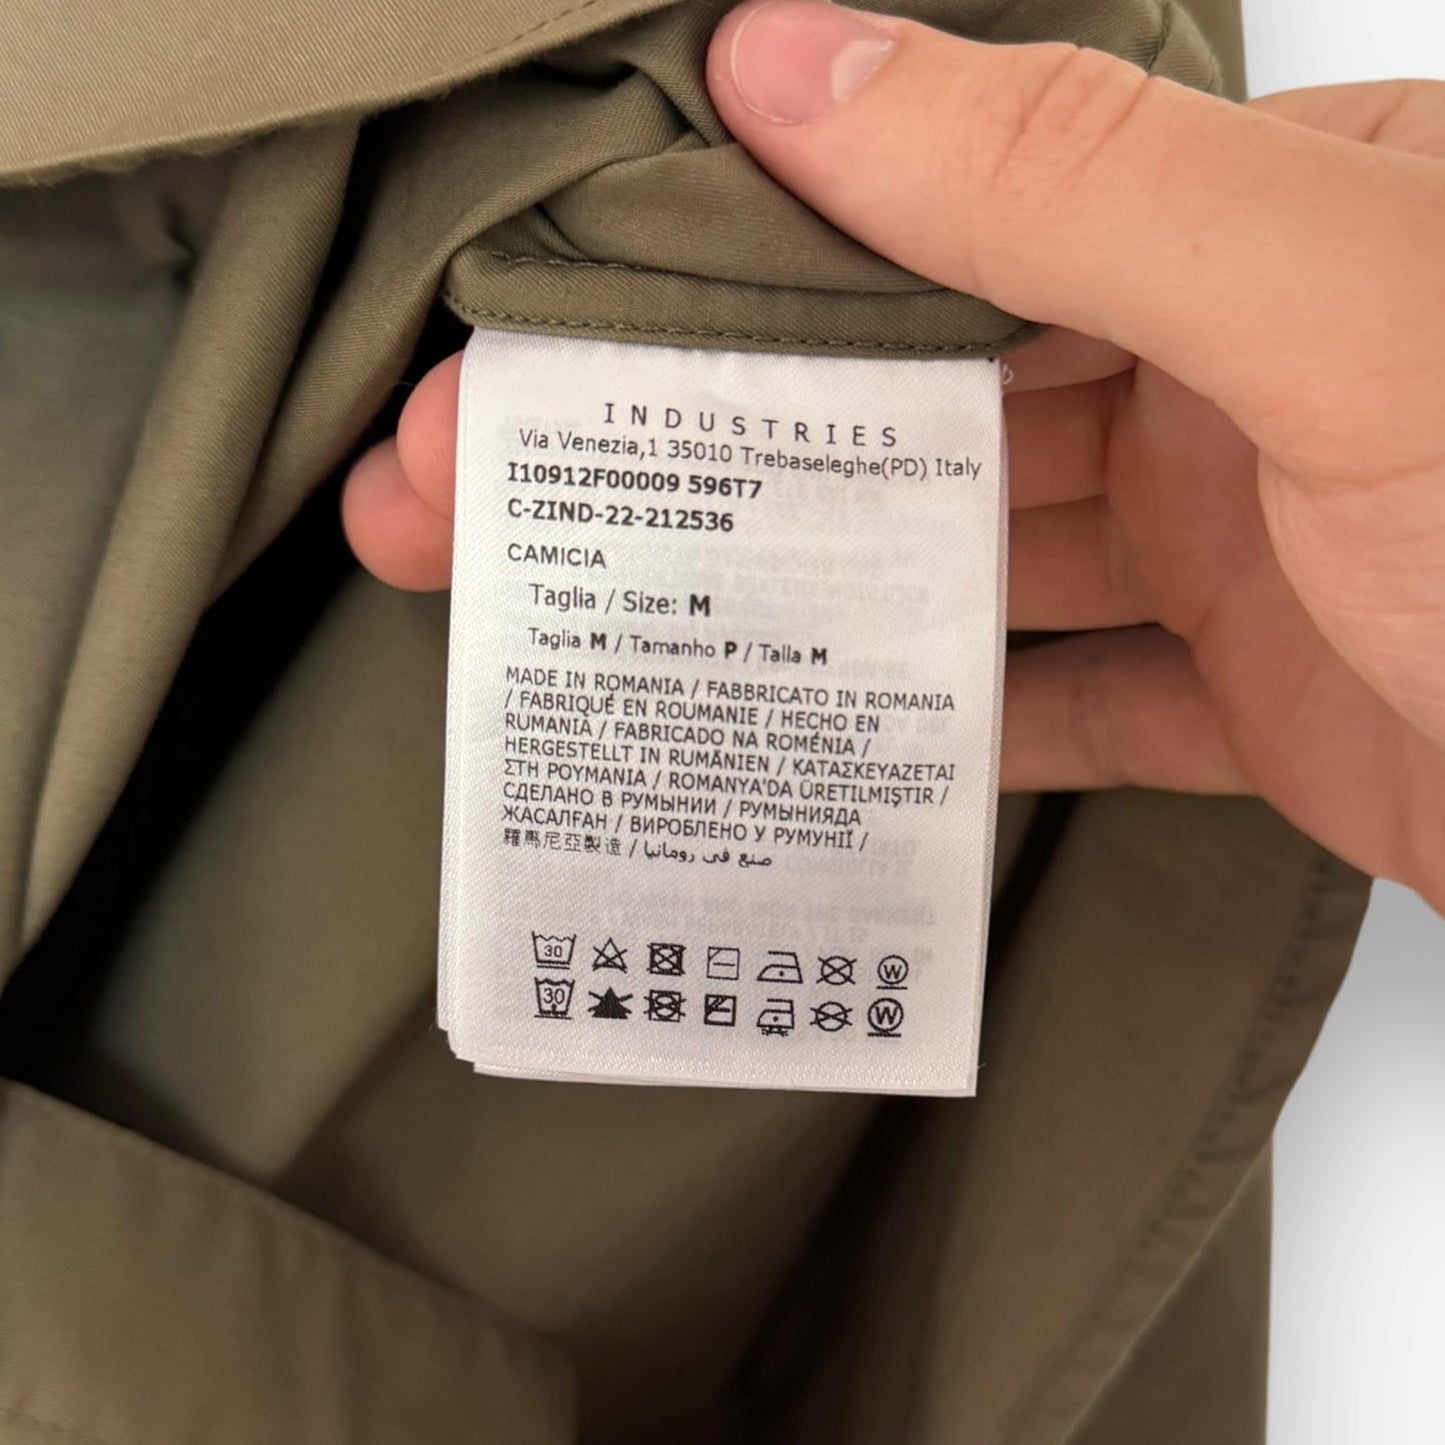 INDUSTRIES
Via Venezia,1 35010 Trebaseleghe(PD) Italy
I10912F00009 596T7
C-ZIND-22-212536
CAMICIA
Taglia / Size: M
Taglia M / Tamanho P / Talla M
MADE IN ROMANIA / FABBRICATO IN ROMANIA
/ FABRIQUÉ EN ROUMANIE / HECHO EN
RUMANIA / FABRICADO NA ROMÉNIA /
HERGESTELLT IN RUMÄNIEN / ΚΑΤΑΣΚΕΥΑΖΕΤΑΙ
ΣΤΗ ΡΟΥΜΑΝΙΑ / ROMANYA'DA ÜRETILMIŞTIR /
СДЕЛАНО В РУМЫНИИ / РУМЫНИЯДА
ЖАСАЛҒАН / ВИРОБЛЕНО У РУМУНІЇ /
羅馬尼亞製造 / صنع في رومانيا
30 W
30 W